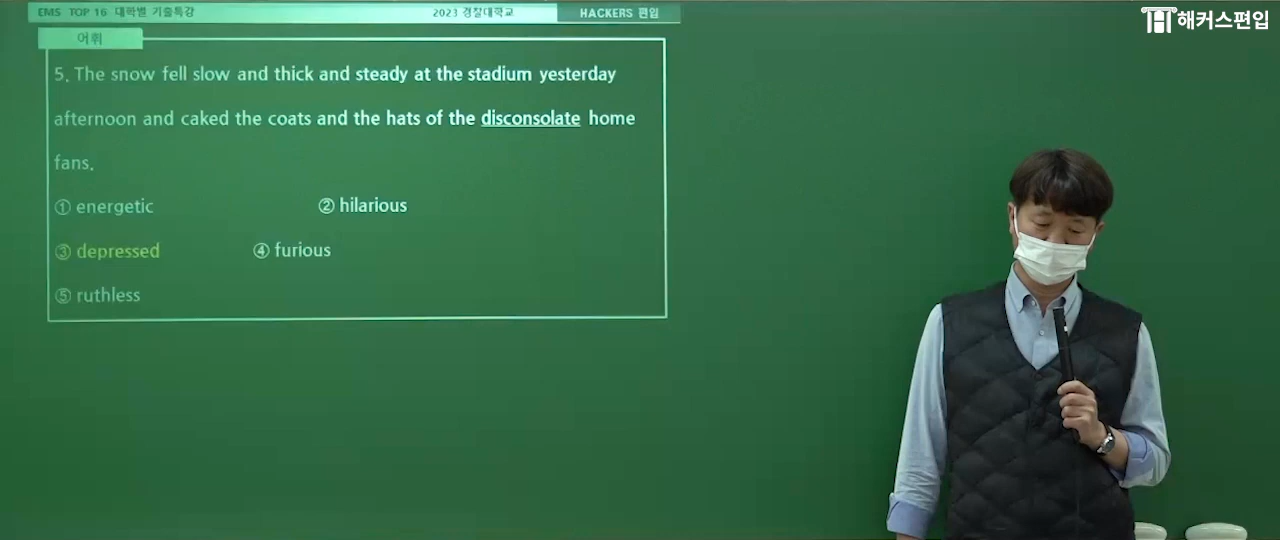 EMS TOP 16 대학별 기출특강 2023 경찰대학교 HACKERS 편입
해커스편입
어휘
5. The snow fell slow and thick and steady at the stadium yesterday
afternoon and caked the coats and the hats of the disconsolate home
fans.
① energetic ② hilarious
③ depressed ④ furious
⑤ ruthless